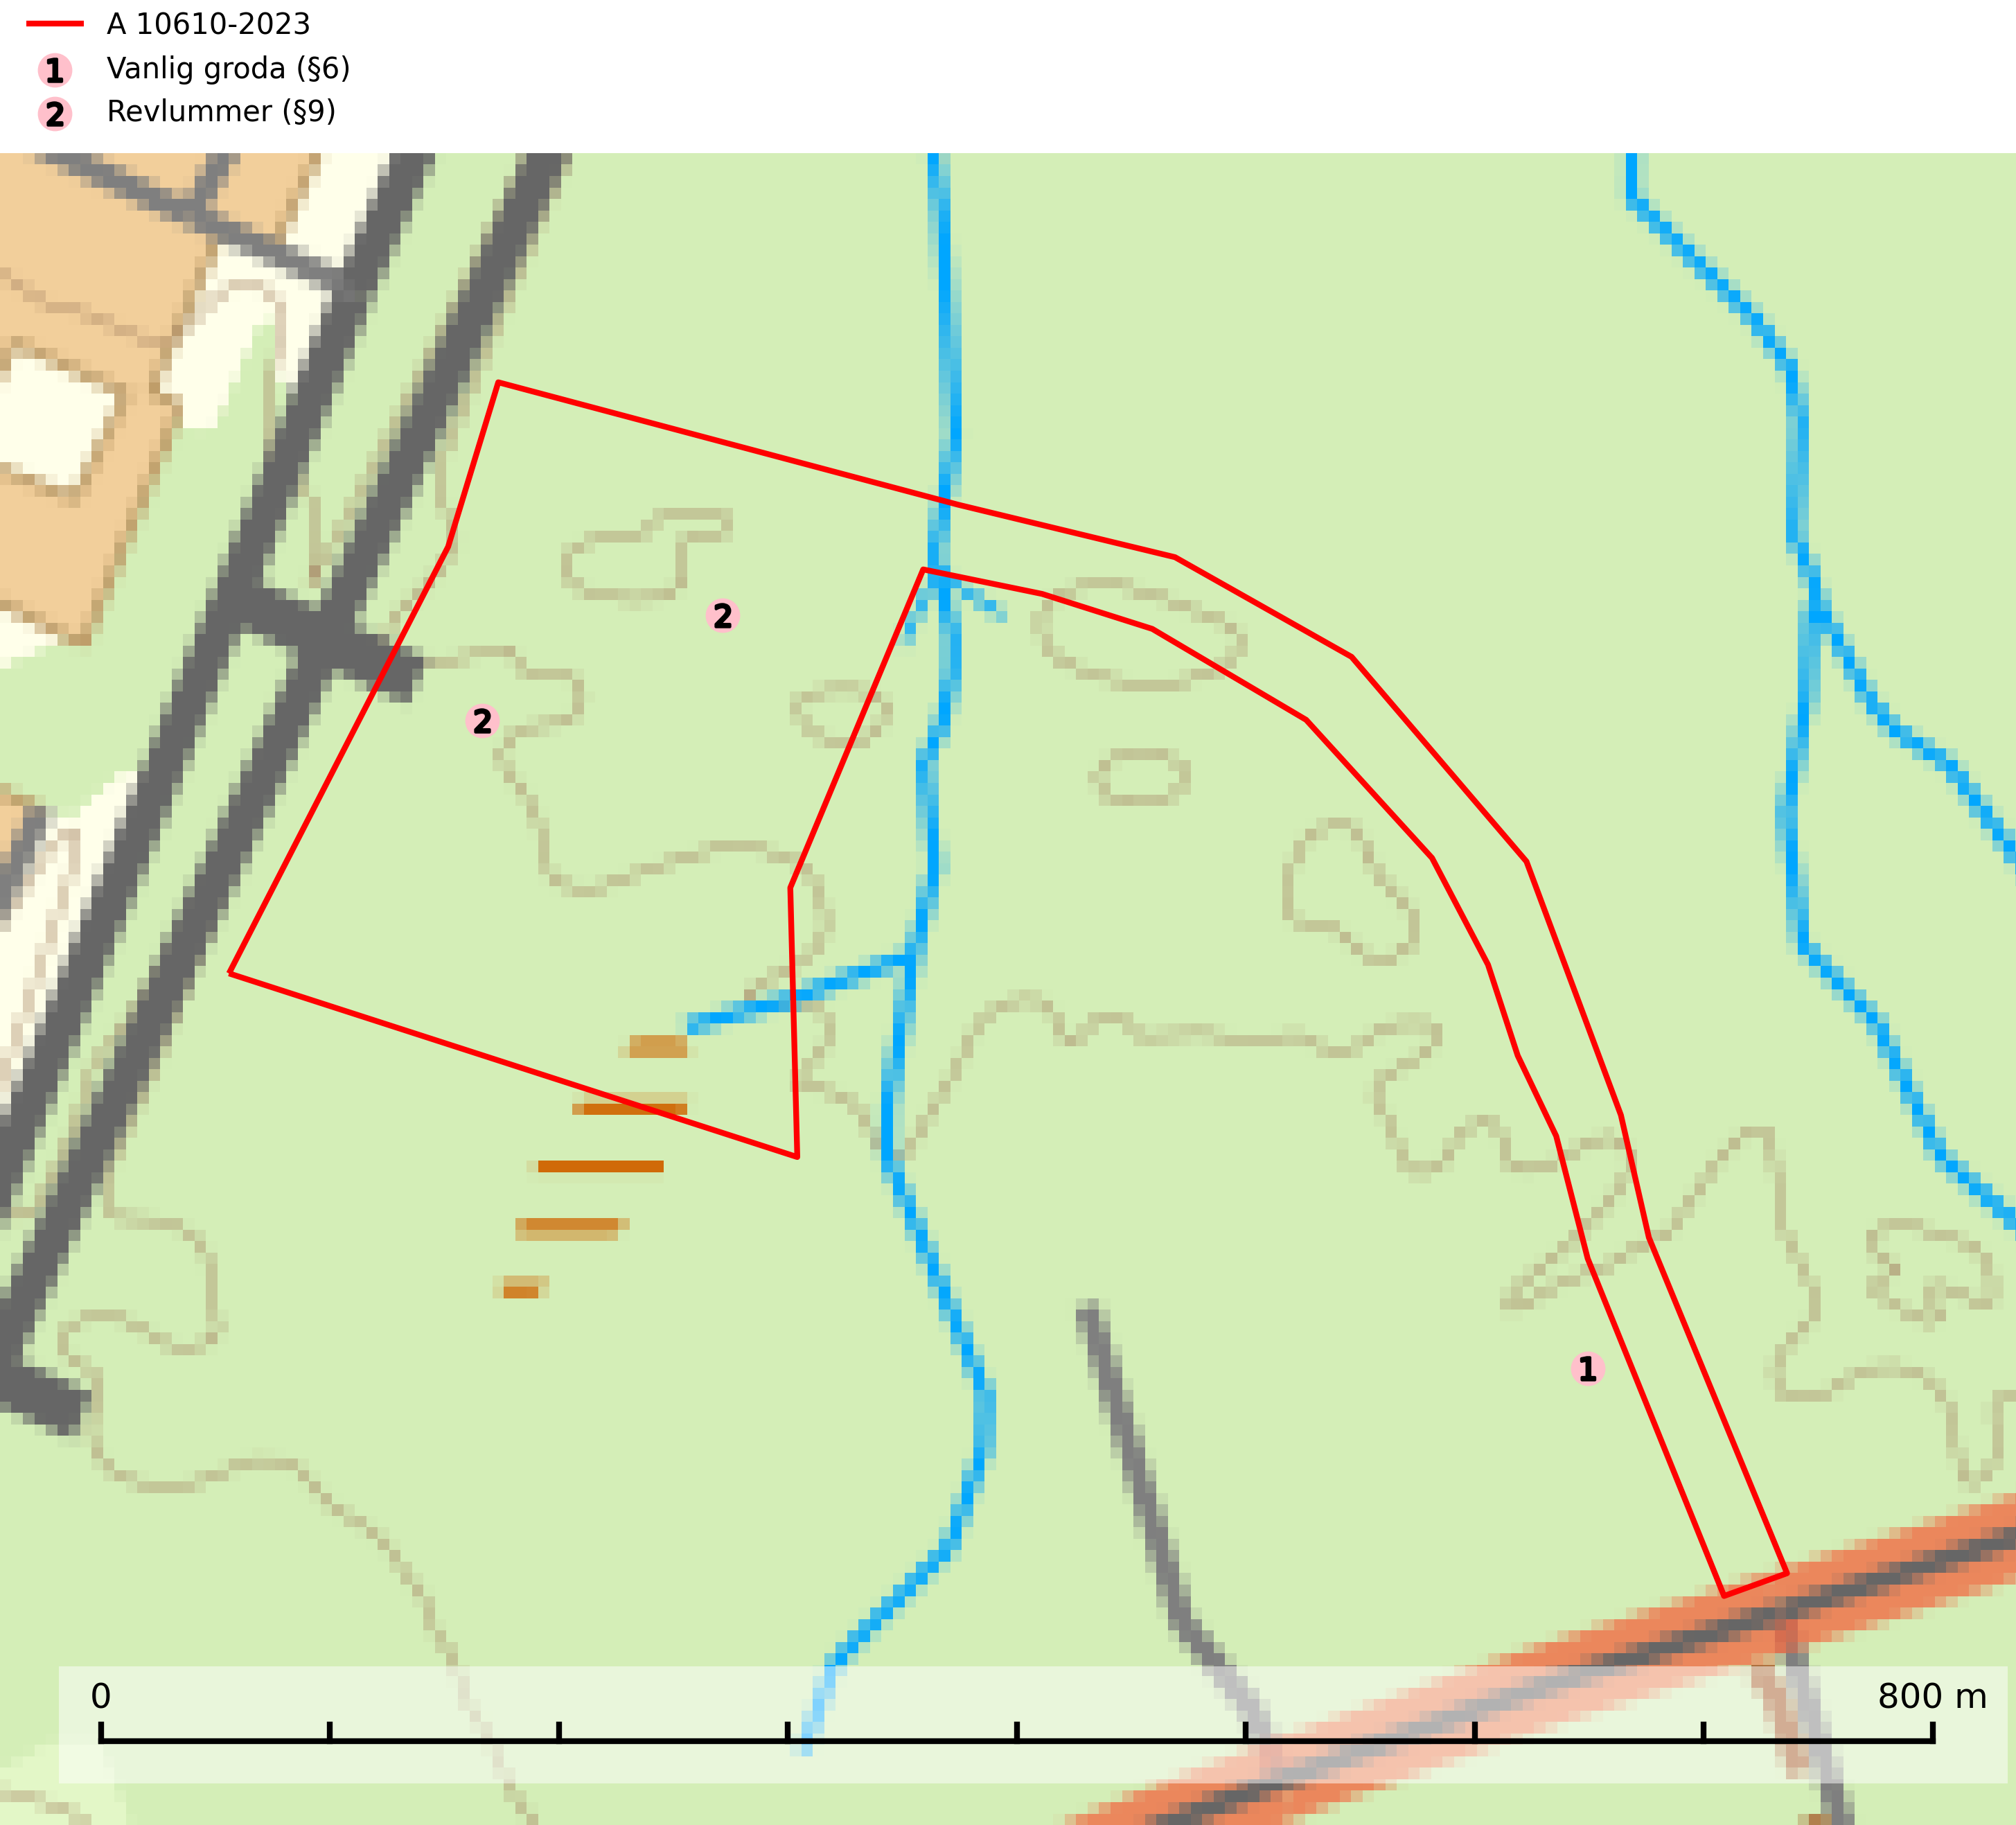 A 10610-2023
1 Vanlig groda (§6)
2 Revlummer (§9)
2
2
1
0 800 m